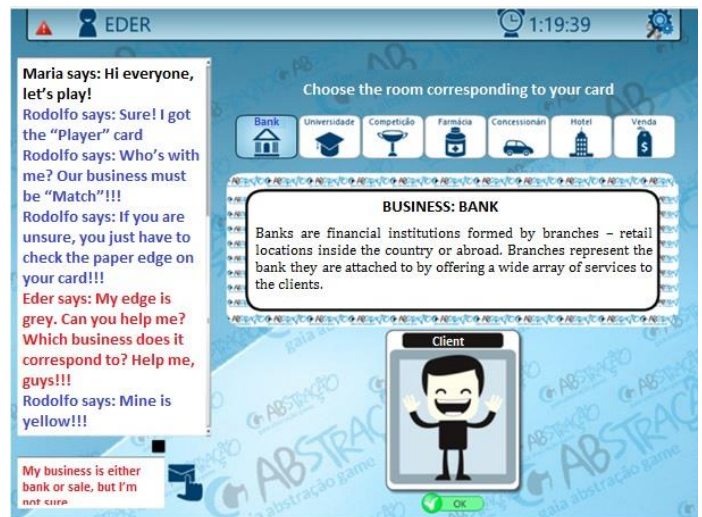 EDER
1:19:39
Maria says: Hi everyone,
let's play!
Rodolfo says: Sure! I got
the “Player” card
Rodolfo says: Who's with
me? Our business must
be “Match”!!!
Rodolfo says: If you are
unsure, you just have to
check the paper edge on
your card!!!
Eder says: My edge is
grey. Can you help me?
Which business does it
correspond to? Help me,
guys!!!
Rodolfo says: Mine is
yellow!!!
My business is either
bank or sale, but I'm
not sure
Choose the room corresponding to your card
Bank
Universidade
Competição
Farmácia
Concessionári
Hotel
Venda
BUSINESS: BANK
Banks are financial institutions formed by branches – retail
locations inside the country or abroad. Branches represent the
bank they are attached to by offering a wide array of services to
the clients.
Client
OK
ABSTRAÇÃO
gaia abstração game